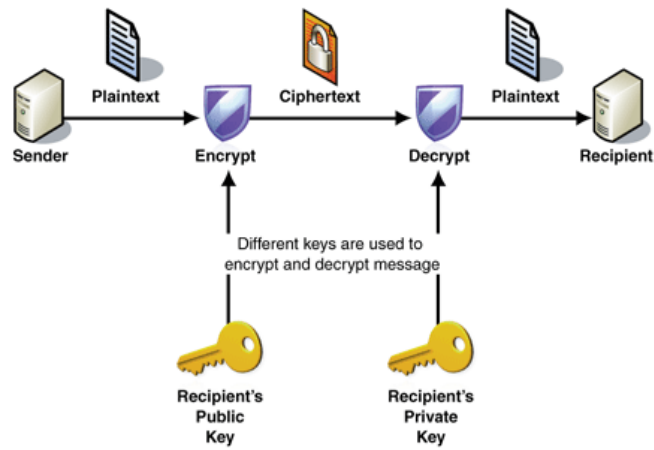 Plaintext
Ciphertext
Plaintext
Sender
Encrypt
Decrypt
Recipient
Different keys are used to
encrypt and decrypt message
Recipient's
Public
Key
Recipient's
Private
Key